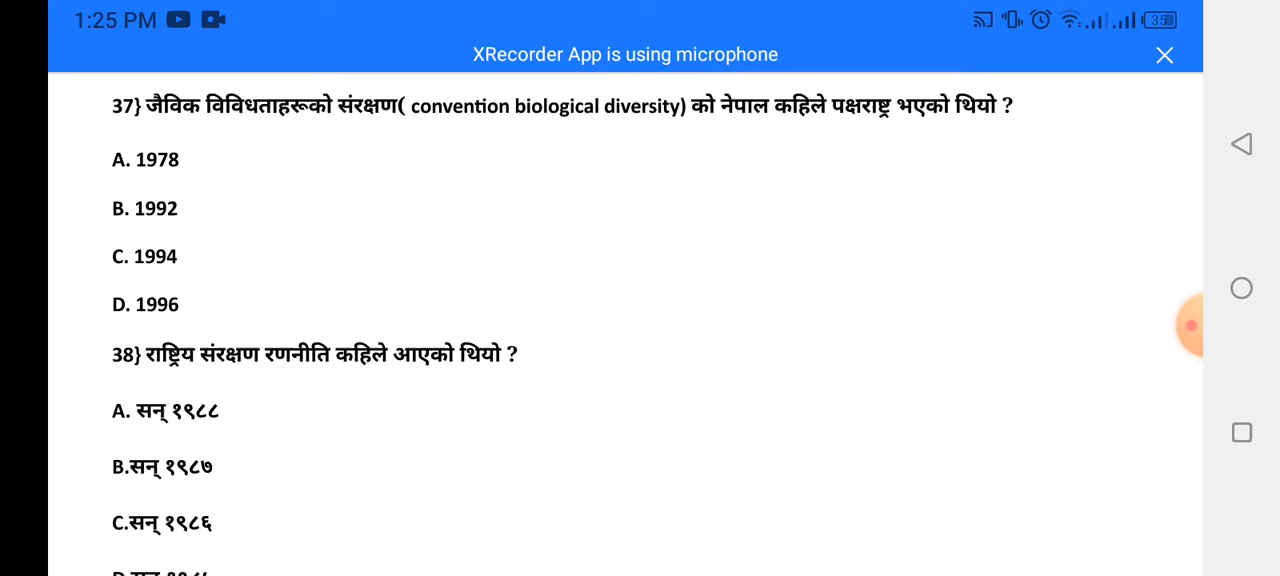 1:25 PM
35
XRecorder App is using microphone
37} जैविक विविधताहरूको संरक्षण( convention biological diversity) को नेपाल कहिले पक्षराष्ट्र भएको थियो ?
A. 1978
B. 1992
C. 1994
D. 1996
38} राष्ट्रिय संरक्षण रणनीति कहिले आएको थियो ?
A. सन् १९८८
B.सन् १९८७
C.सन् १९८६